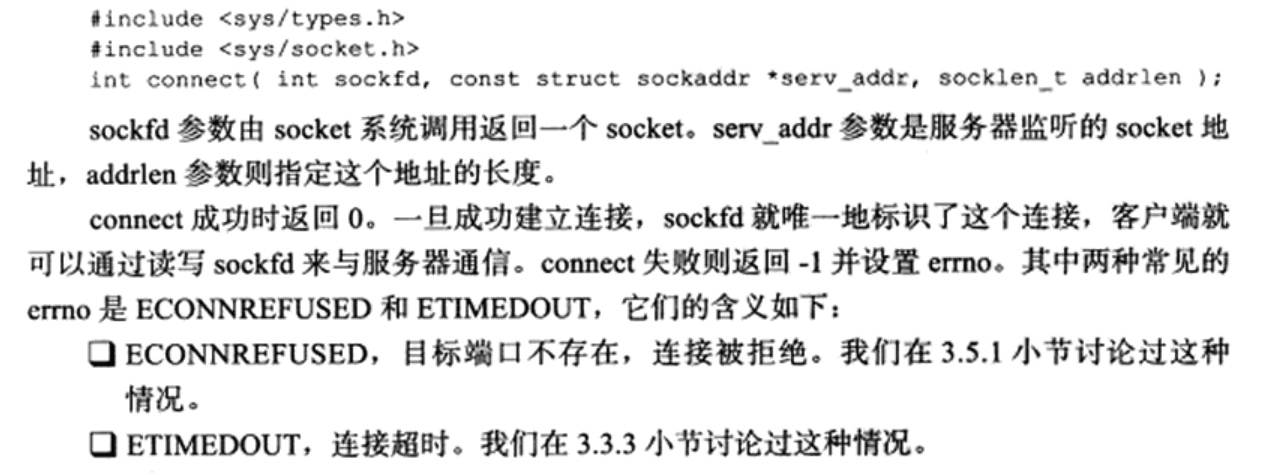 #include <sys/types.h>
#include <sys/socket.h>
int connect( int sockfd, const struct sockaddr *serv_addr, socklen_t addrlen );
sockfd 参数由 socket 系统调用返回一个 socket。serv_addr 参数是服务器监听的 socket 地
址，addrlen 参数则指定这个地址的长度。
connect 成功时返回 0。一旦成功建立连接，sockfd 就唯一地标识了这个连接，客户端就
可以通过读写 sockfd 来与服务器通信。connect 失败则返回 -1 并设置 errno。其中两种常见的
errno 是 ECONNREFUSED 和 ETIMEDOUT，它们的含义如下：
❑ ECONNREFUSED，目标端口不存在，连接被拒绝。我们在 3.5.1 小节讨论过这种
情况。
❑ ETIMEDOUT，连接超时。我们在 3.3.3 小节讨论过这种情况。